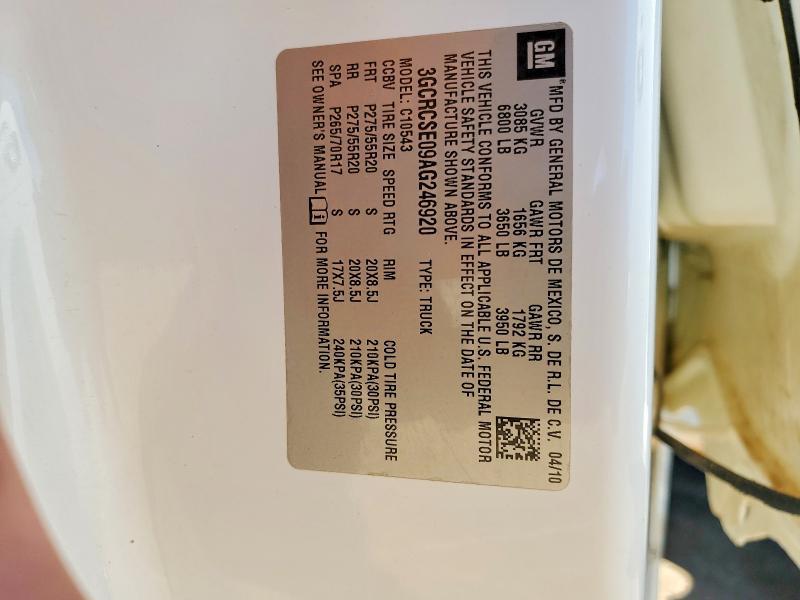 GM
® MFD BY GENERAL MOTORS DE MEXICO, S. DE R.L. DE C.V. 04/10
GVWR GAWR FRT GAWR RR
3085 KG 1656 KG 1792 KG
6800 LB 3650 LB 3950 LB
THIS VEHICLE CONFORMS TO ALL APPLICABLE U.S. FEDERAL MOTOR
VEHICLE SAFETY STANDARDS IN EFFECT ON THE DATE OF
MANUFACTURE SHOWN ABOVE.
3GCRCSE09AG246920 TYPE: TRUCK
MODEL: C10543
CCBV TIRE SIZE SPEED RTG RIM COLD TIRE PRESSURE
FRT P275/55R20 S 20X8.5J 210KPA(30PSI)
RR P275/55R20 S 20X8.5J 210KPA(30PSI)
SPA P265/70R17 S 17X7.5J 240KPA(35PSI)
SEE OWNER'S MANUAL i FOR MORE INFORMATION.